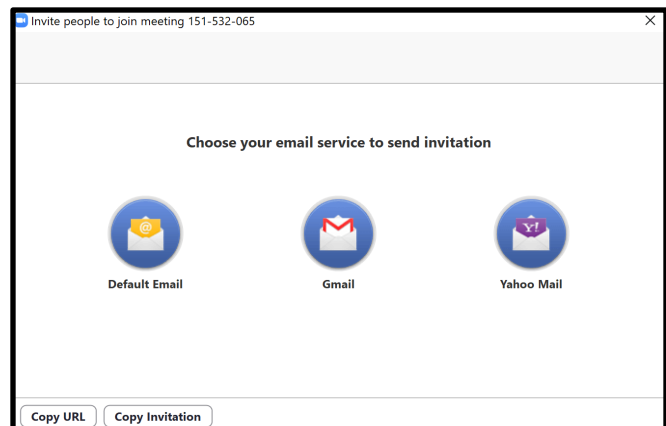 Invite people to join meeting 151-532-065
Choose your email service to send invitation
@
Y!
Default Email
Gmail
Yahoo Mail
Copy URL
Copy Invitation